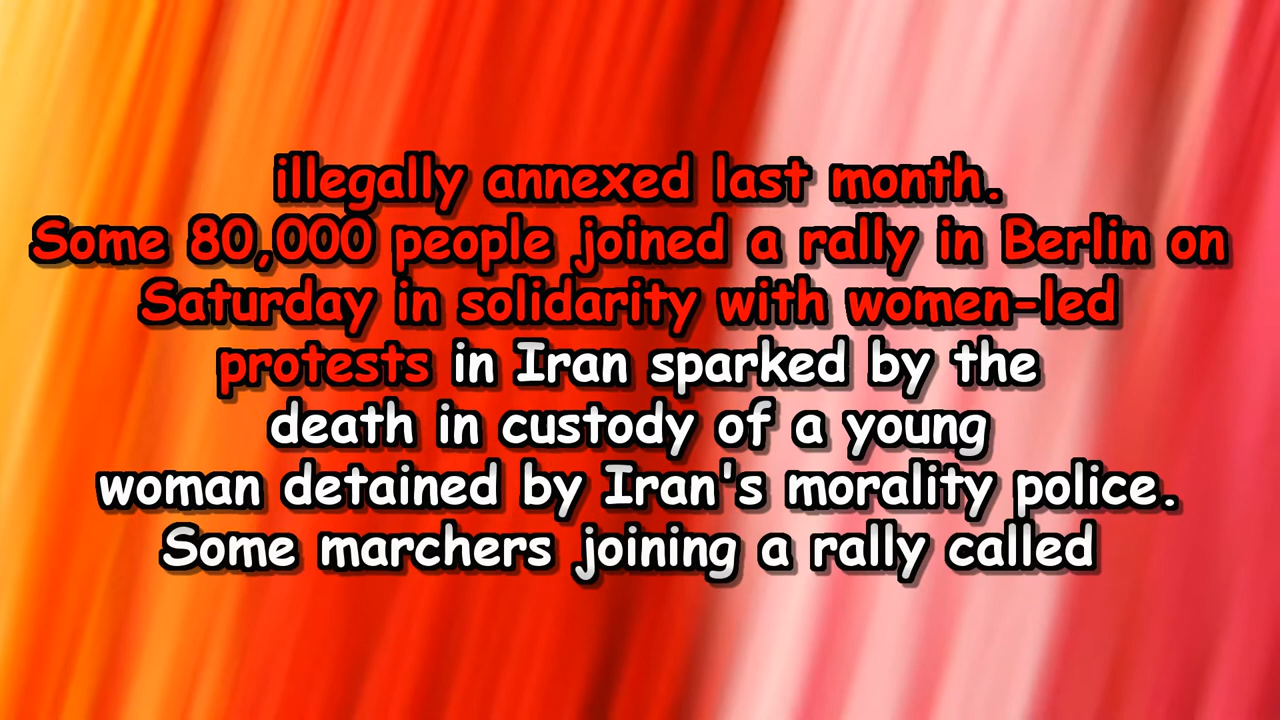 illegally annexed last month.
Some 80,000 people joined a rally in Berlin on
Saturday in solidarity with women-led
protests in Iran sparked by the
death in custody of a young
woman detained by Iran's morality police.
Some marchers joining a rally called